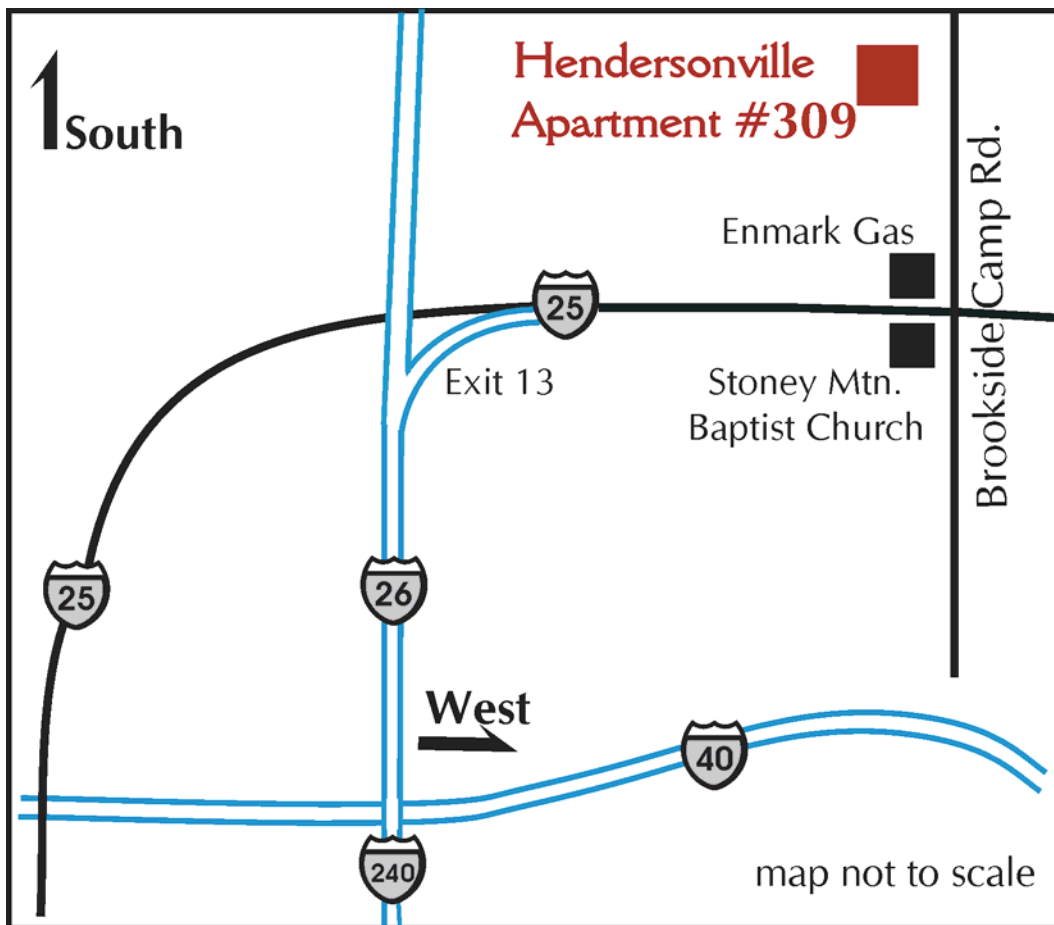 Hendersonville
Apartment #309
South
Enmark Gas
Brookside Camp Rd.
25
Exit 13
Stoney Mtn.
Baptist Church
25
26
West
40
240
map not to scale